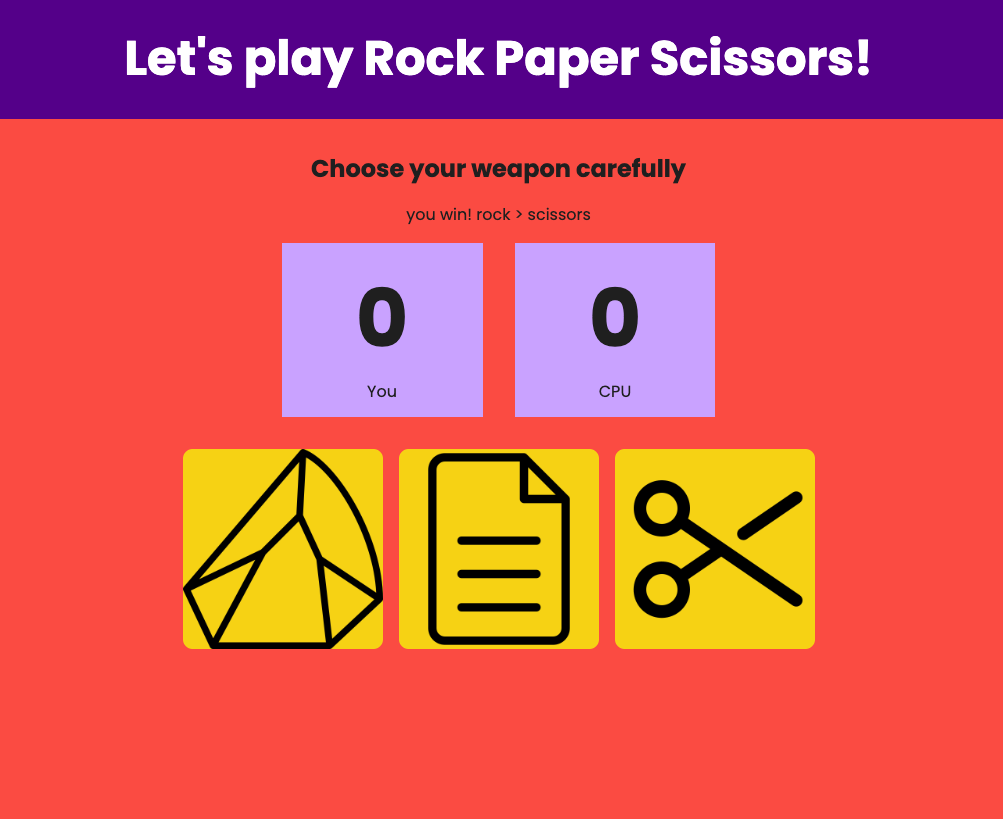 Let's play Rock Paper Scissors!
Choose your weapon carefully
you win! rock > scissors
0
0
You
CPU